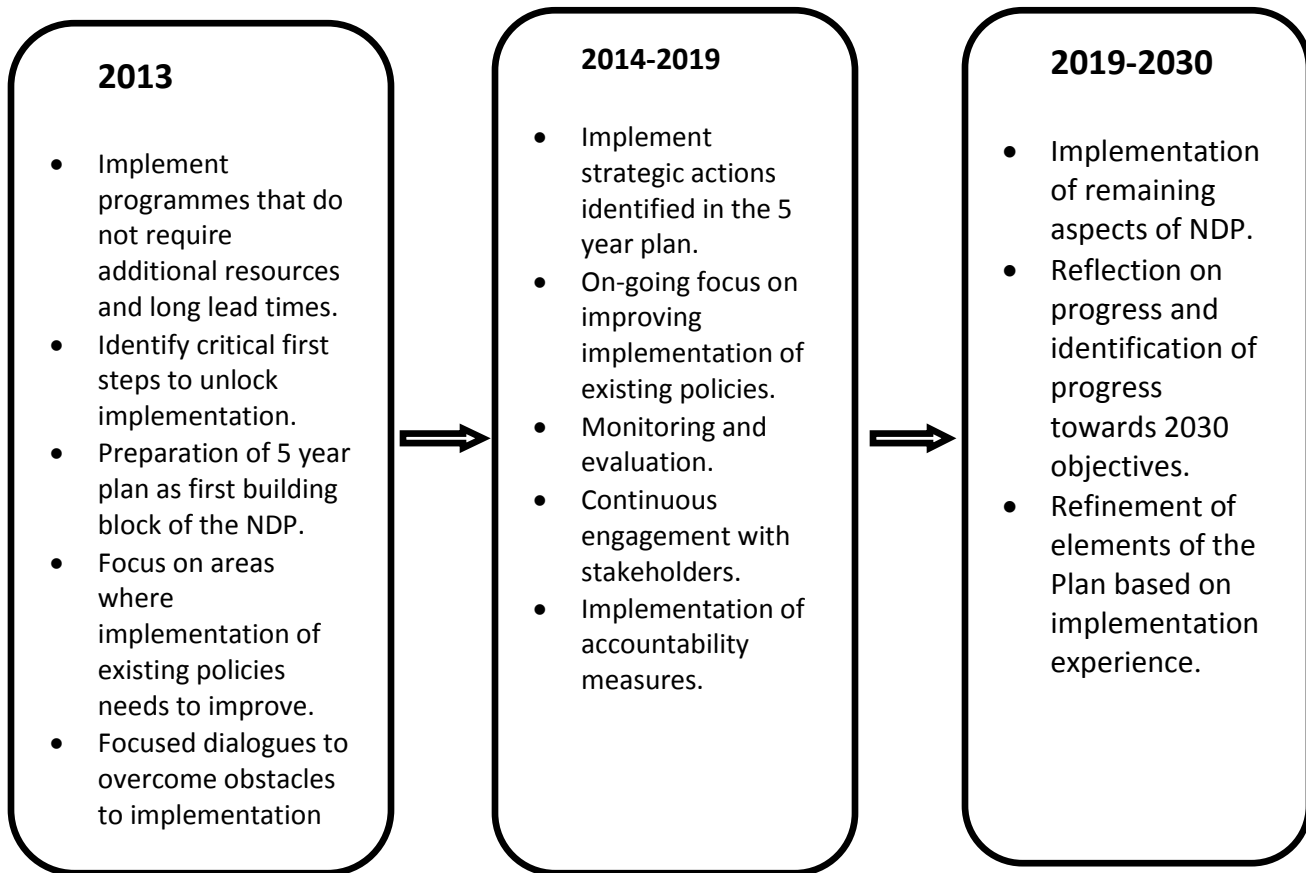 2013
• Implement
programmes that do
not require
additional resources
and long lead times.
• Identify critical first
steps to unlock
implementation.
• Preparation of 5 year
plan as first building
block of the NDP.
• Focus on areas
where
implementation of
existing policies
needs to improve.
• Focused dialogues to
overcome obstacles
to implementation
2014-2019
• Implement
strategic actions
identified in the 5
year plan.
• On-going focus on
improving
implementation of
existing policies.
• Monitoring and
evaluation.
• Continuous
engagement with
stakeholders.
• Implementation of
accountability
measures.
2019-2030
• Implementation
of remaining
aspects of NDP.
• Reflection on
progress and
identification of
progress
towards 2030
objectives.
• Refinement of
elements of the
Plan based on
implementation
experience.